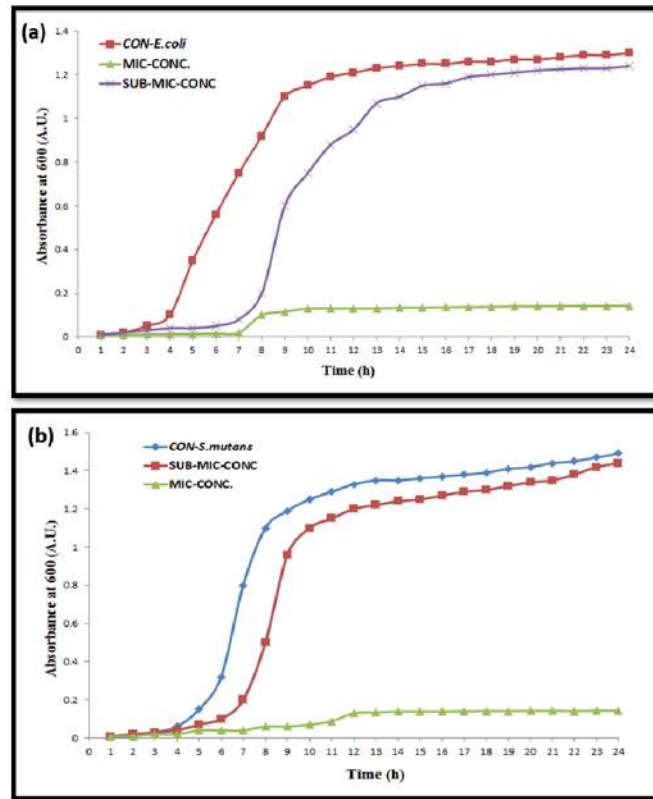 (a)
1.4
1.2
1
0.8
0.6
0.4
0.2
0
CON-E.coli
MIC-CONC.
SUB-MIC-CONC
Absorbance at 600 (A.U.)
0 1 2 3 4 5 6 7 8 9 10 11 12 13 14 15 16 17 18 19 20 21 22 23 24
Time (h)
(b)
1.6
1.4
1.2
1
0.8
0.6
0.4
0.2
0
CON-S.mutans
SUB-MIC-CONC
MIC-CONC.
Absorbance at 600 (A.U.)
0 1 2 3 4 5 6 7 8 9 10 11 12 13 14 15 16 17 18 19 20 21 22 23 24
Time (h)